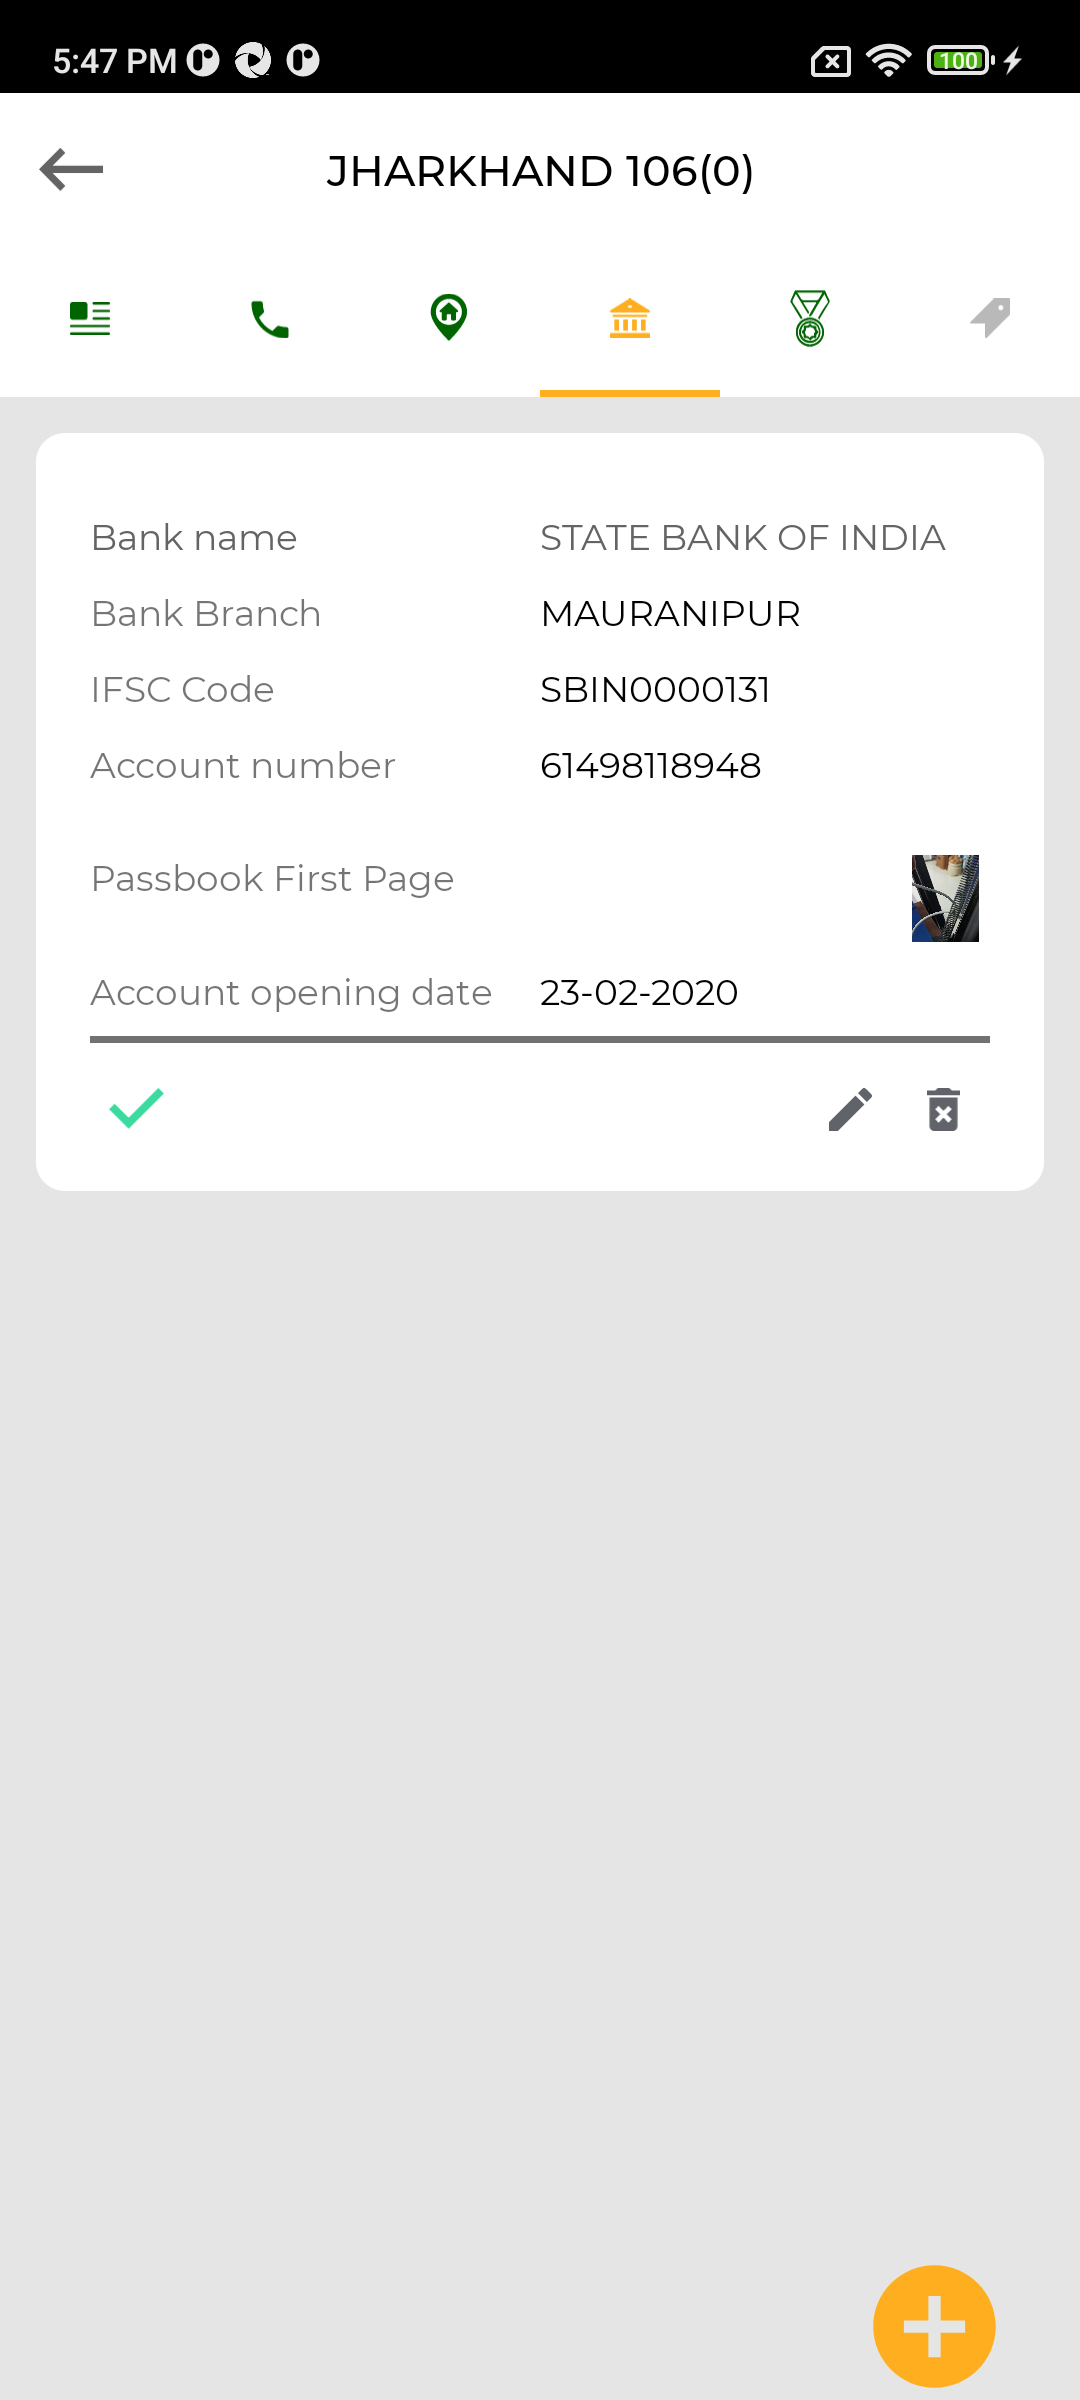 5:47 PM
100
JHARKHAND 106(0)
Bank name STATE BANK OF INDIA
Bank Branch MAURANIPUR
IFSC Code SBIN0000131
Account number 61498118948
Passbook First Page
Account opening date 23-02-2020